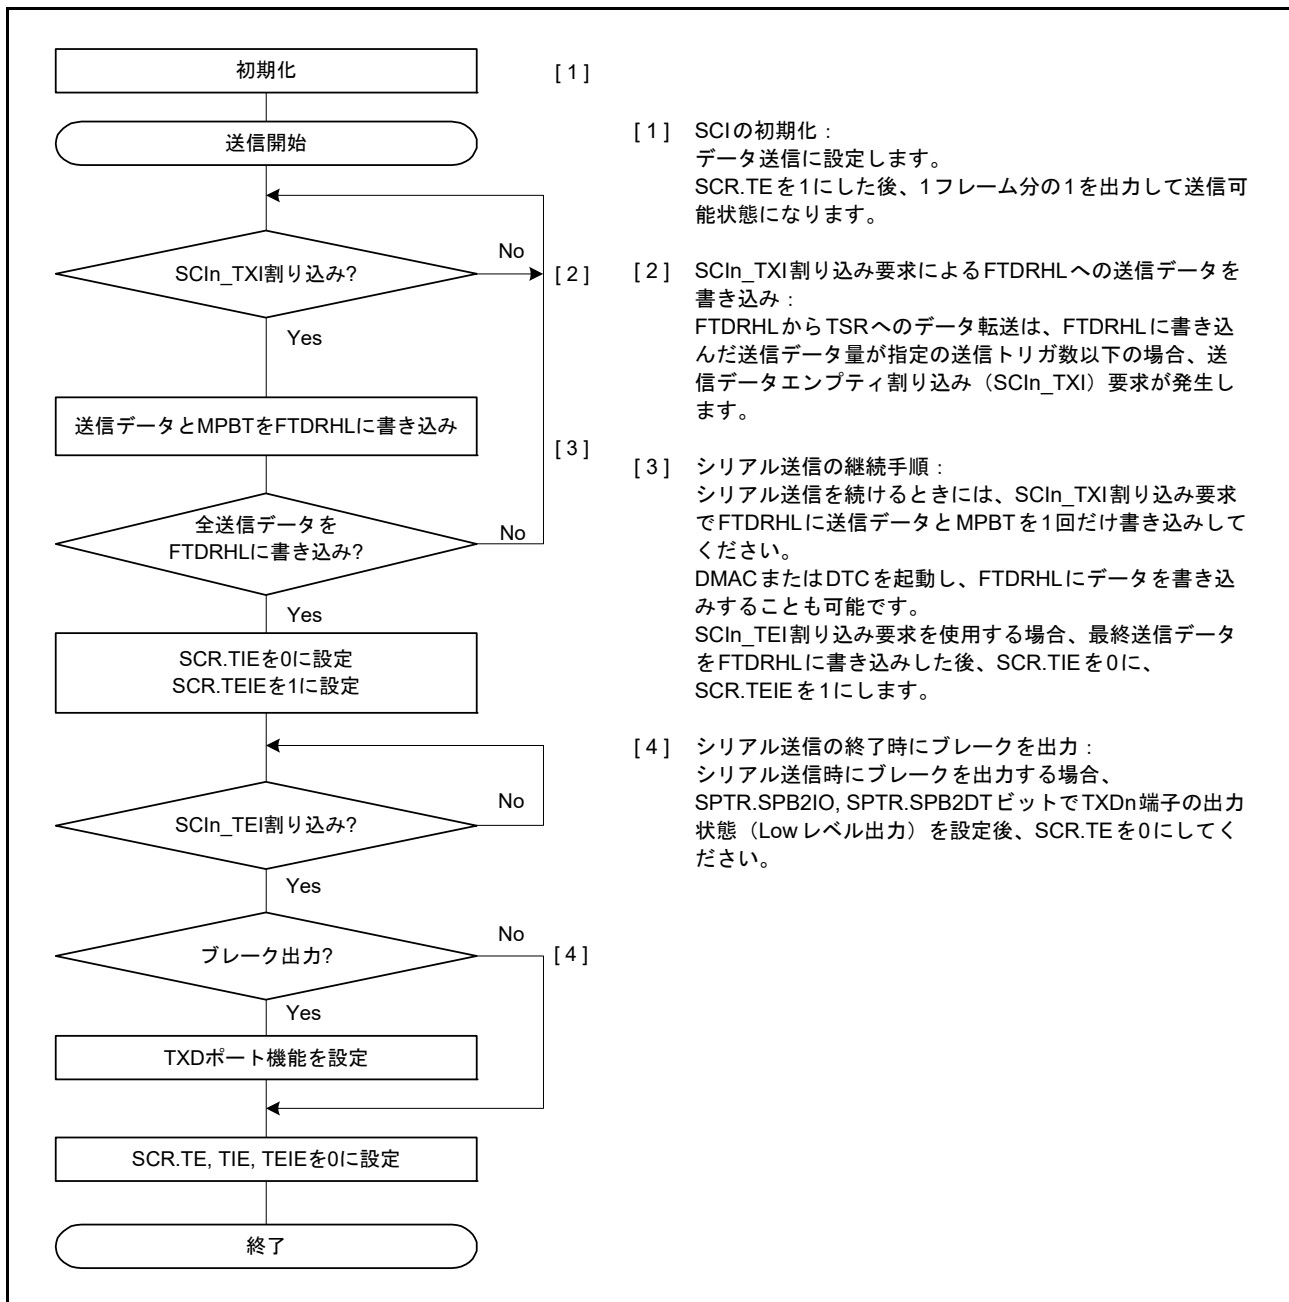 初期化
[ 1 ]
送信開始
SCIn_TXI割り込み?
No
[ 2 ]
Yes
送信データとMPBTをFTDRHLに書き込み
[ 3 ]
全送信データを
FTDRHLに書き込み?
No
Yes
SCR.TIEを0に設定
SCR.TEIEを1に設定
SCIn_TEI割り込み?
No
Yes
ブレーク出力?
No
[ 4 ]
Yes
TXDポート機能を設定
SCR.TE, TIE, TEIEを0に設定
終了
[ 1 ] SCIの初期化：
データ送信に設定します。
SCR.TEを1にした後、1フレーム分の1を出力して送信可
能状態になります。
[ 2 ] SCIn_TXI割り込み要求によるFTDRHLへの送信データを
書き込み：
FTDRHLからTSRへのデータ転送は、FTDRHLに書き込
んだ送信データ量が指定の送信トリガ数以下の場合、送
信データエンプティ割り込み（SCIn_TXI）要求が発生し
ます。
[ 3 ] シリアル送信の継続手順：
シリアル送信を続けるときには、SCIn_TXI割り込み要求
でFTDRHLに送信データとMPBTを1回だけ書き込みして
ください。
DMACまたはDTCを起動し、FTDRHLにデータを書き込
みすることも可能です。
SCIn_TEI割り込み要求を使用する場合、最終送信データ
をFTDRHLに書き込みした後、SCR.TIEを0に、
SCR.TEIEを1にします。
[ 4 ] シリアル送信の終了時にブレークを出力：
シリアル送信時にブレークを出力する場合、
SPTR.SPB2IO, SPTR.SPB2DTビットでTXDn端子の出力
状態（Lowレベル出力）を設定後、SCR.TEを0にしてく
ださい。